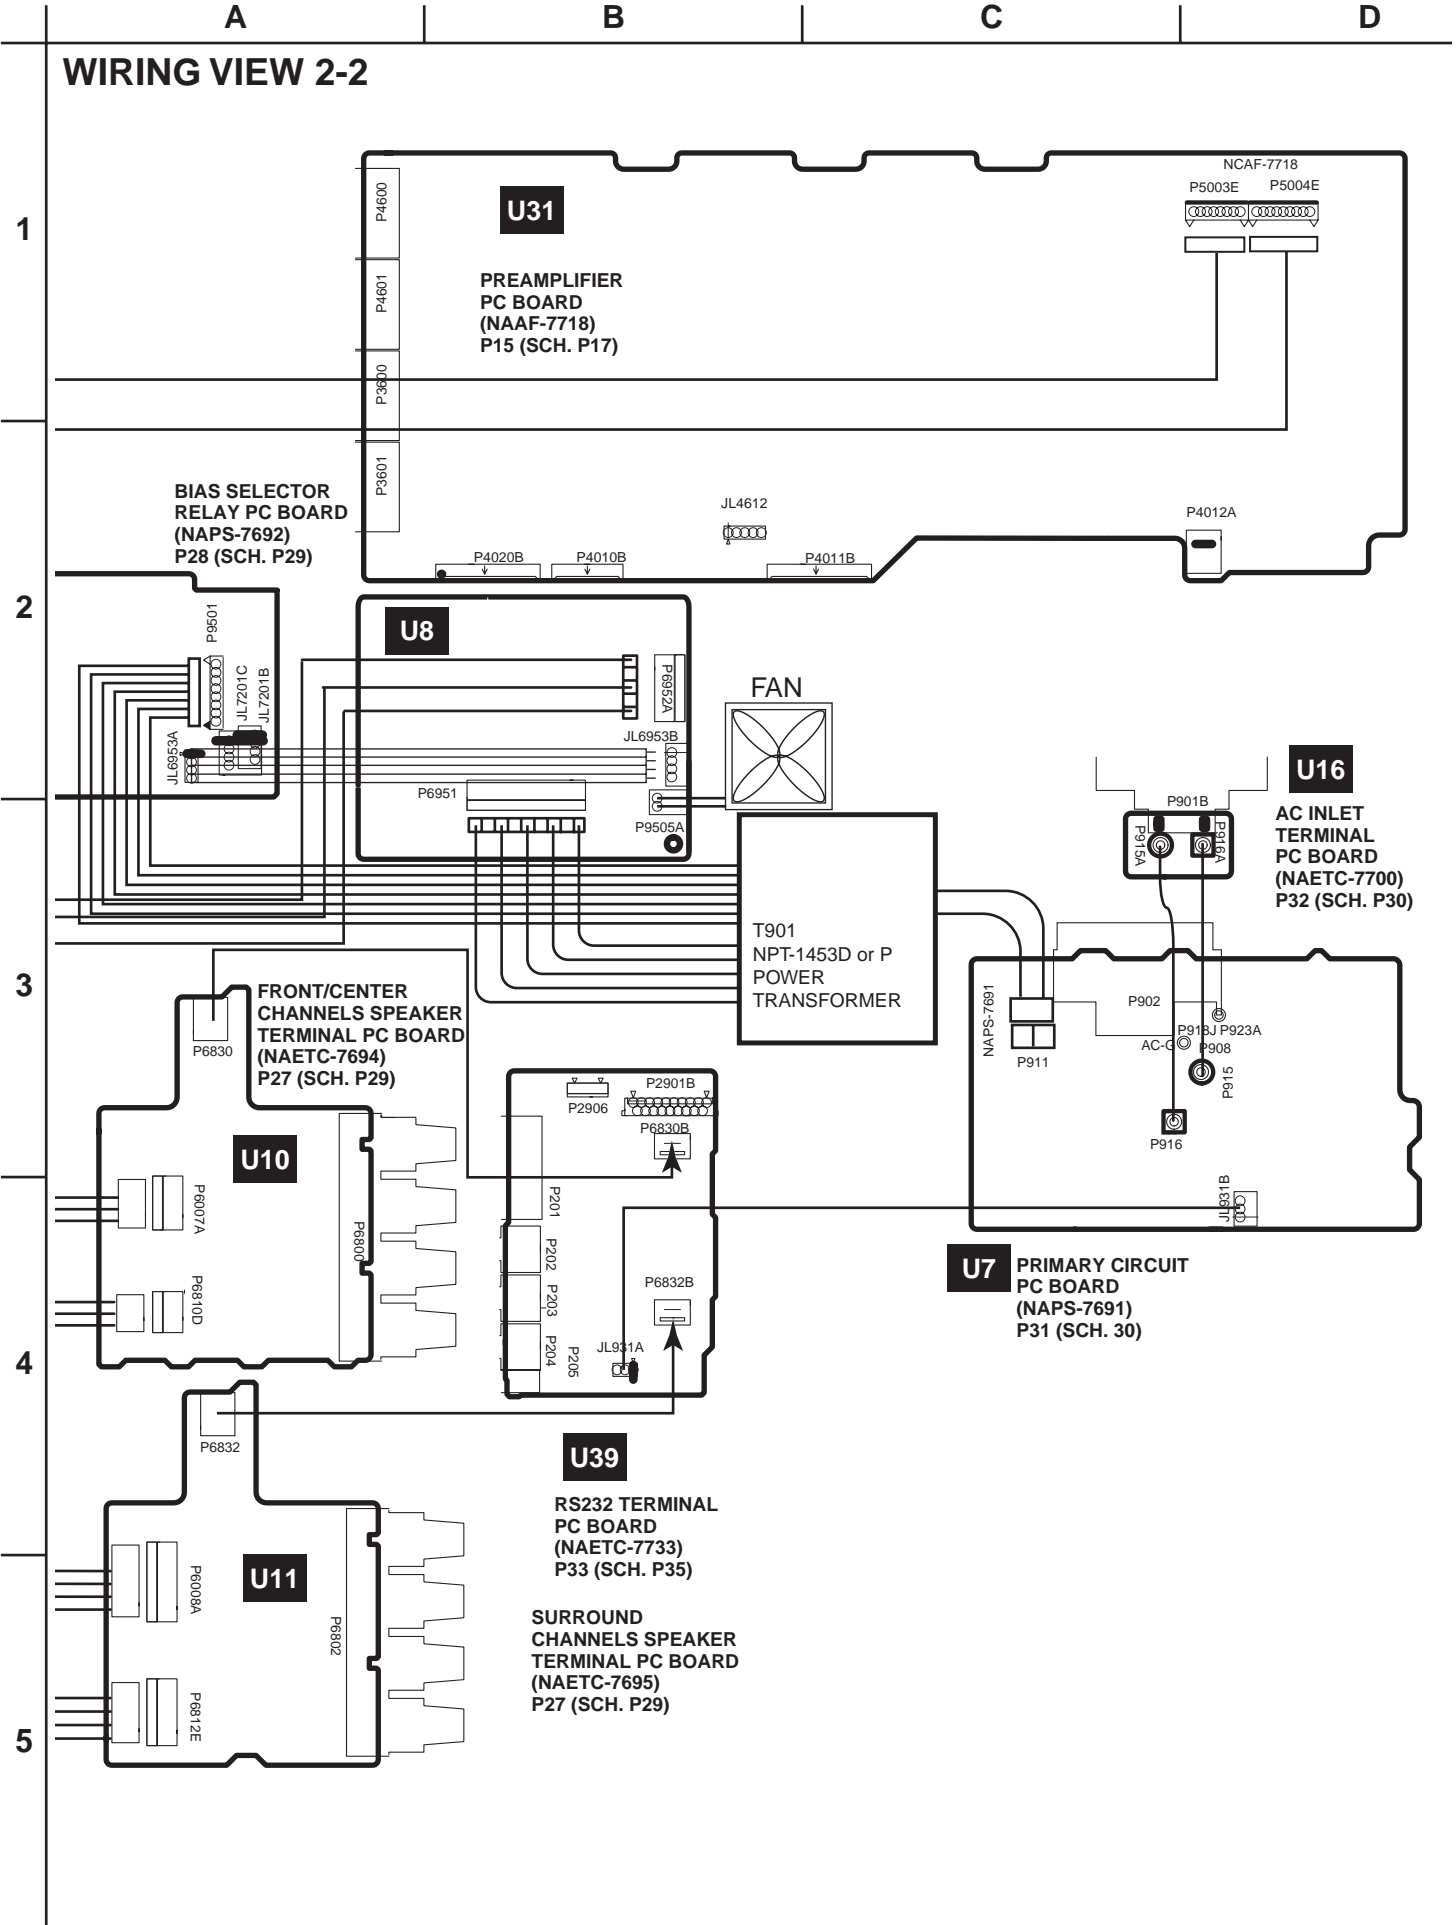 A
B
C
D
WIRING VIEW 2-2
1
2
3
4
5
NCAF-7718
P5003E
P5004E
P4600
P4601
P3600
P3601
U31
PREAMPLIFIER
PC BOARD
(NAAF-7718)
P15 (SCH. P17)
JL4612
P4012A
P4020B
P4010B
P4011B
BIAS SELECTOR
RELAY PC BOARD
(NAPS-7692)
P28 (SCH. P29)
P9501
JL7201C
JL7201B
JL6953A
U8
P6952A
JL6953B
P6951
P9505A
FAN
U16
P901B
P915A
P916A
AC INLET
TERMINAL
PC BOARD
(NAETC-7700)
P32 (SCH. P30)
T901
NPT-1453D or P
POWER
TRANSFORMER
NAPS-7691
P911
P902
P918J
P923A
AC-G
P908
P915
P916
JL931B
U7
PRIMARY CIRCUIT
PC BOARD
(NAPS-7691)
P31 (SCH. 30)
P6830
FRONT/CENTER
CHANNELS SPEAKER
TERMINAL PC BOARD
(NAETC-7694)
P27 (SCH. P29)
U10
P6007A
P6810D
P6800
P2901B
P2906
P6830B
P201
P202
P203
P204
P205
P6832B
JL931A
U39
RS232 TERMINAL
PC BOARD
(NAETC-7733)
P33 (SCH. P35)
P6832
U11
P6008A
P6812E
P6802
SURROUND
CHANNELS SPEAKER
TERMINAL PC BOARD
(NAETC-7695)
P27 (SCH. P29)